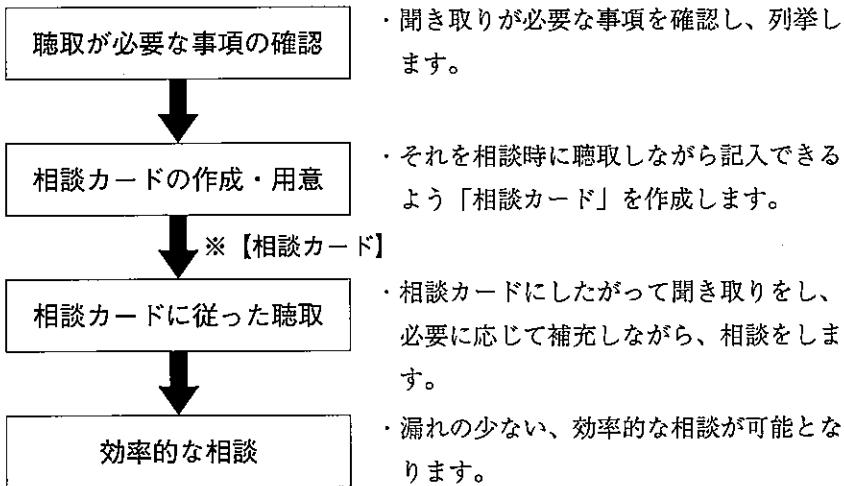 聴取が必要な事項の確認
・聞き取りが必要な事項を確認し、列挙し
ます。
相談カードの作成・用意
・それを相談時に聴取しながら記入できる
よう「相談カード」を作成します。
※【相談カード】
相談カードに従った聴取
・相談カードにしたがって聞き取りをし、
必要に応じて補充しながら、相談をしま
す。
効率的な相談
・漏れの少ない、効率的な相談が可能とな
ります。